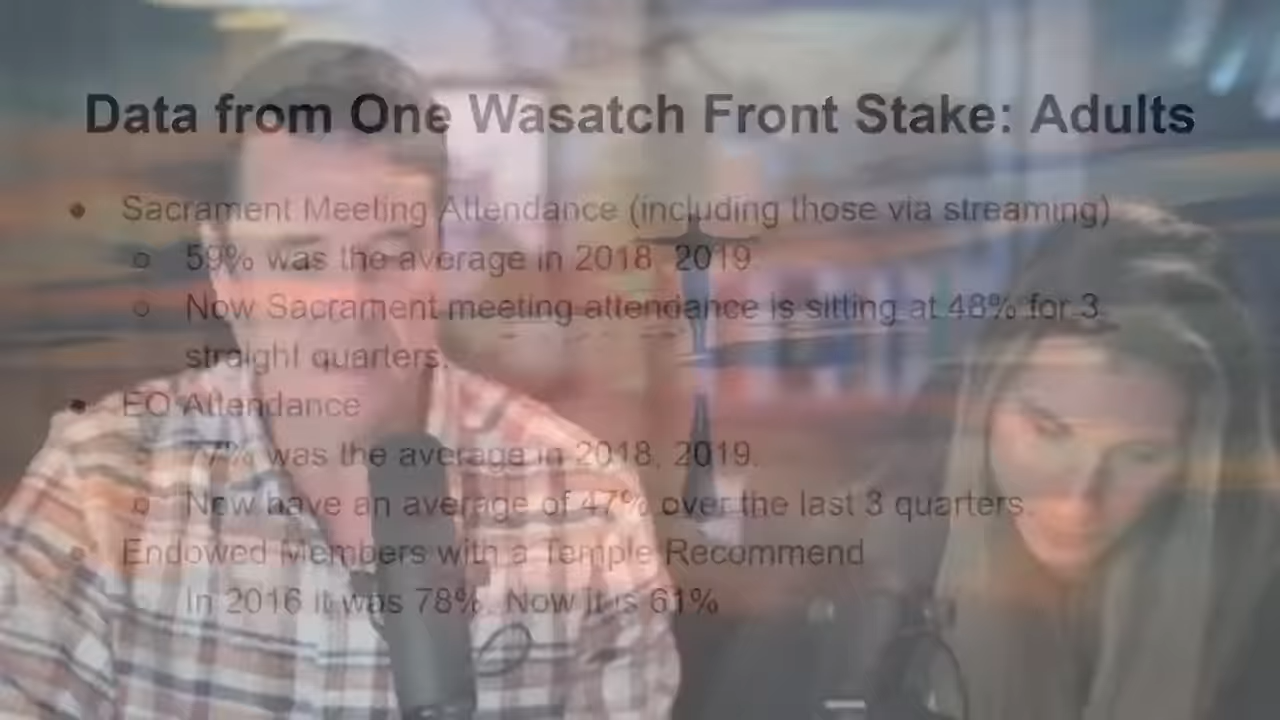 Data from One Wasatch Front Stake: Adults
● Sacrament Meeting Attendance (including those via streaming)
○ 59% was the average in 2018, 2019
○ Now Sacrament meeting attendance is sitting at 48% for 3
straight quarters.
● EQ Attendance
○ 77% was the average in 2018, 2019.
○ Now have an average of 47% over the last 3 quarters.
● Endowed Members with a Temple Recommend
In 2016 it was 78%. Now it is 61%